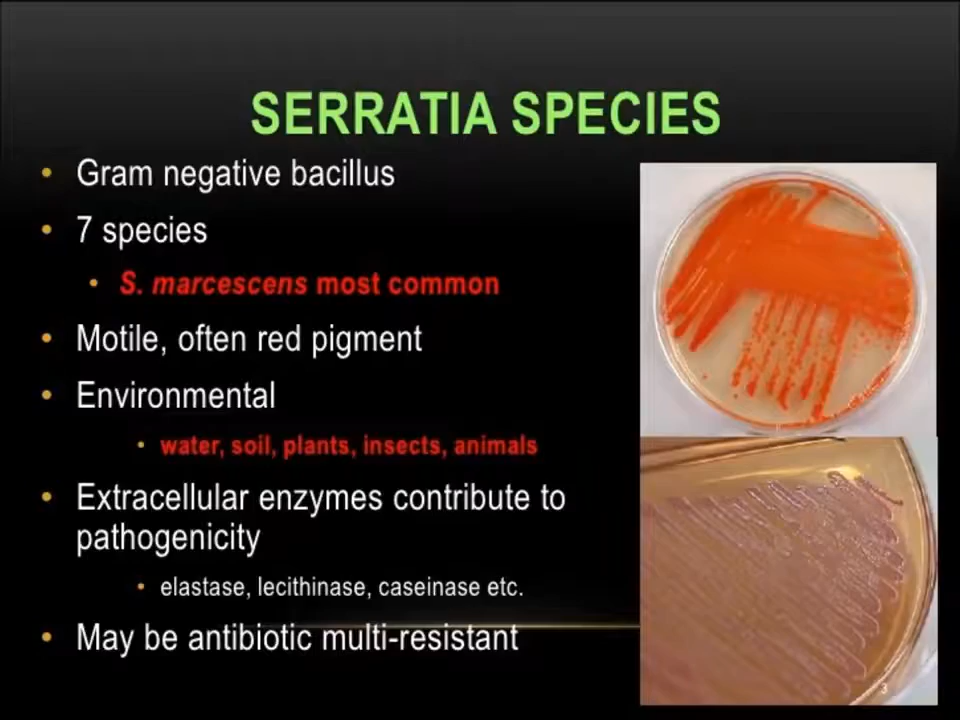 SERRATIA SPECIES
• Gram negative bacillus
• 7 species
• S. marcescens most common
• Motile, often red pigment
• Environmental
• water, soil, plants, insects, animals
• Extracellular enzymes contribute to
pathogenicity
• elastase, lecithinase, caseinase etc.
• May be antibiotic multi-resistant
3